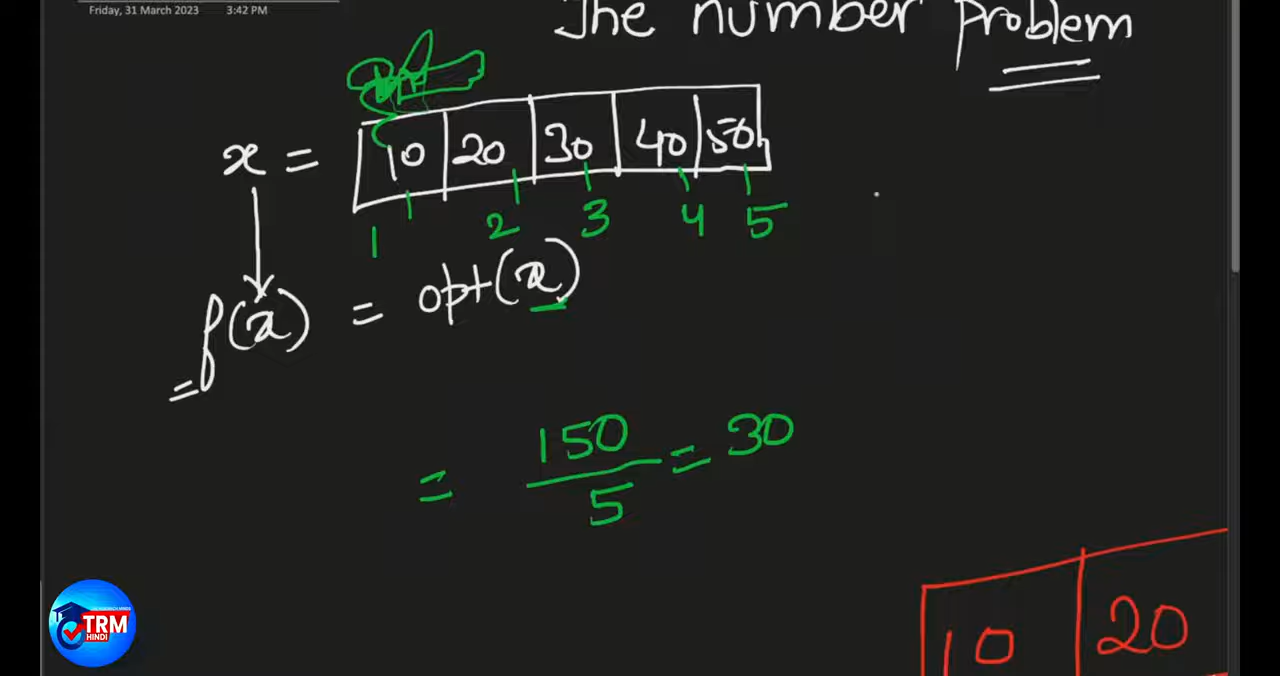 Friday, 31 March 2023 3:42 PM
The number problem
x = 10 20 30 40 50
1 2 3 4 5
f(x) = opt(x)
=
= 150/5 = 30
10 20
TRM
HINDI